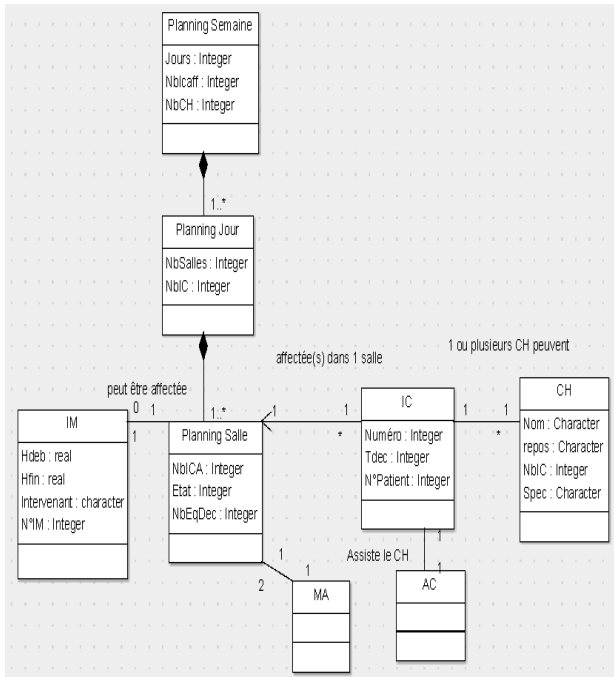 Planning Semaine
Jours : Integer
NbIcaff : Integer
NbCH : Integer
1..*
Planning Jour
NbSalles : Integer
NbIC : Integer
affectée(s) dans 1 salle
1 ou plusieurs CH peuvent
peut être affectée
IM
0
1
1
Hdeb : real
Hfin : real
Intervenant : character
N°IM : Integer
1..*
Planning Salle
NbICA : Integer
Etat : Integer
NbEqDec : Integer
1
1
*
IC
Numéro : Integer
Tdec : Integer
N°Patient : Integer
1
1
*
CH
Nom : Character
repos : Character
NbIC : Integer
Spec : Character
1
2
1
MA
Assiste le CH
1
1
AC